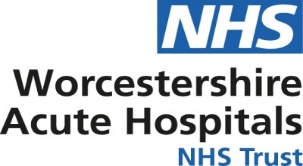 NHS
Worcestershire
Acute Hospitals
NHS Trust